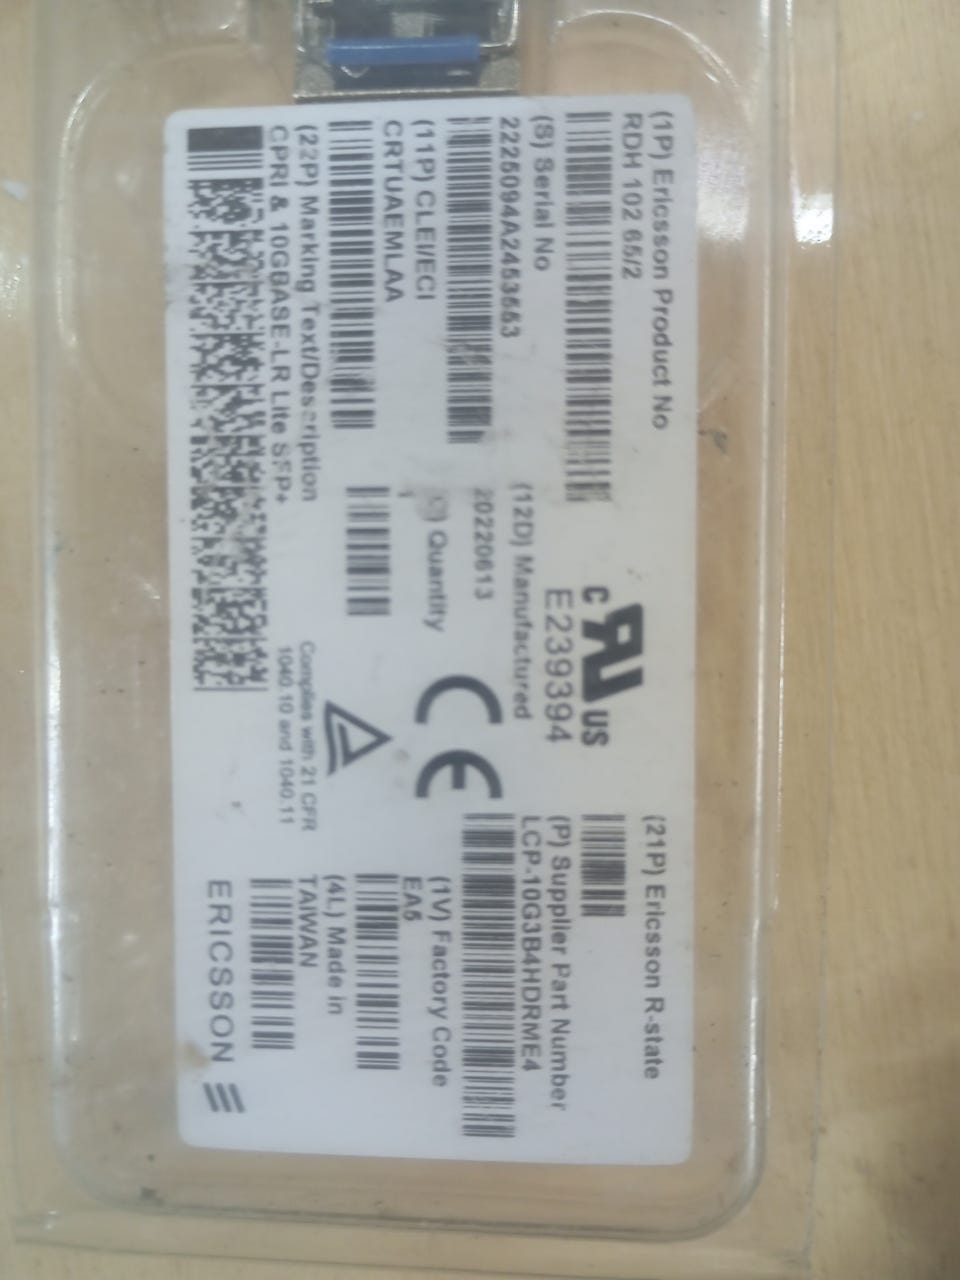 (1P) Ericsson Product No
RDH 102 65/2
(S) Serial No
2225094A2453553
(11P) CLEI/ECI
CRTUAEMLAA
(22P) Marking Text/Description
CPRI & 10GBASE-LR Lite SFP+
c US
E239394
(12D) Manufactured
20220613
Quantity
1
CE
Complies with 21 CFR
1040.10 and 1040.11
(21P) Ericsson R-state
(P) Supplier Part Number
LCP-10G3B4HDRME4
(1V) Factory Code
EA5
(4L) Made in
TAIWAN
ERICSSON